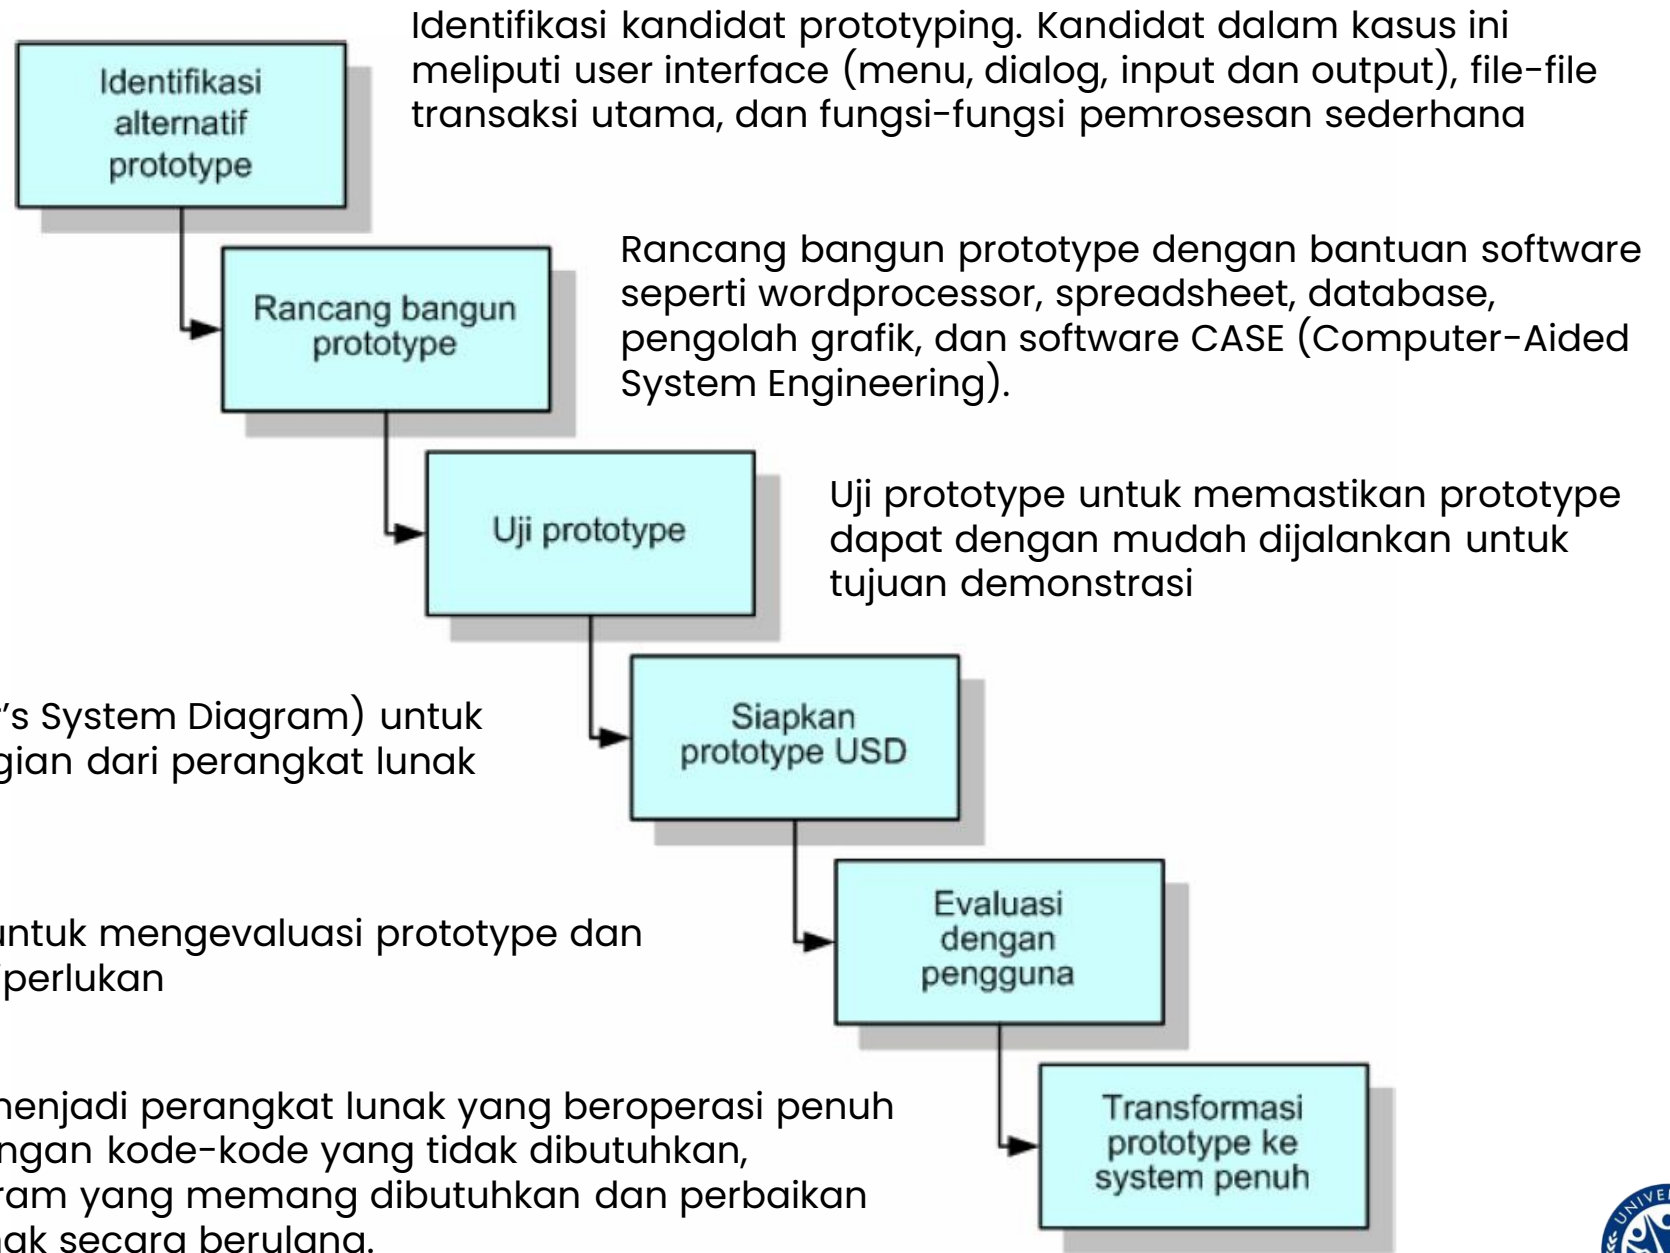 Identifikasi kandidat prototyping. Kandidat dalam kasus ini
meliputi user interface (menu, dialog, input dan output), file-file
transaksi utama, dan fungsi-fungsi pemrosesan sederhana
Identifikasi
alternatif
prototype
Rancang bangun prototype dengan bantuan software
seperti wordprocessor, spreadsheet, database,
pengolah grafik, dan software CASE (Computer-Aided
System Engineering).
Rancang bangun
prototype
Uji prototype untuk memastikan prototype
dapat dengan mudah dijalankan untuk
tujuan demonstrasi
Uji prototype
's System Diagram) untuk
gian dari perangkat lunak
Siapkan
prototype USD
untuk mengevaluasi prototype dan
iperlukan
Evaluasi
dengan
pengguna
menjadi perangkat lunak yang beroperasi penuh
ngan kode-kode yang tidak dibutuhkan,
ram yang memang dibutuhkan dan perbaikan
nak secara berulang.
Transformasi
prototype ke
system penuh
UNIVE